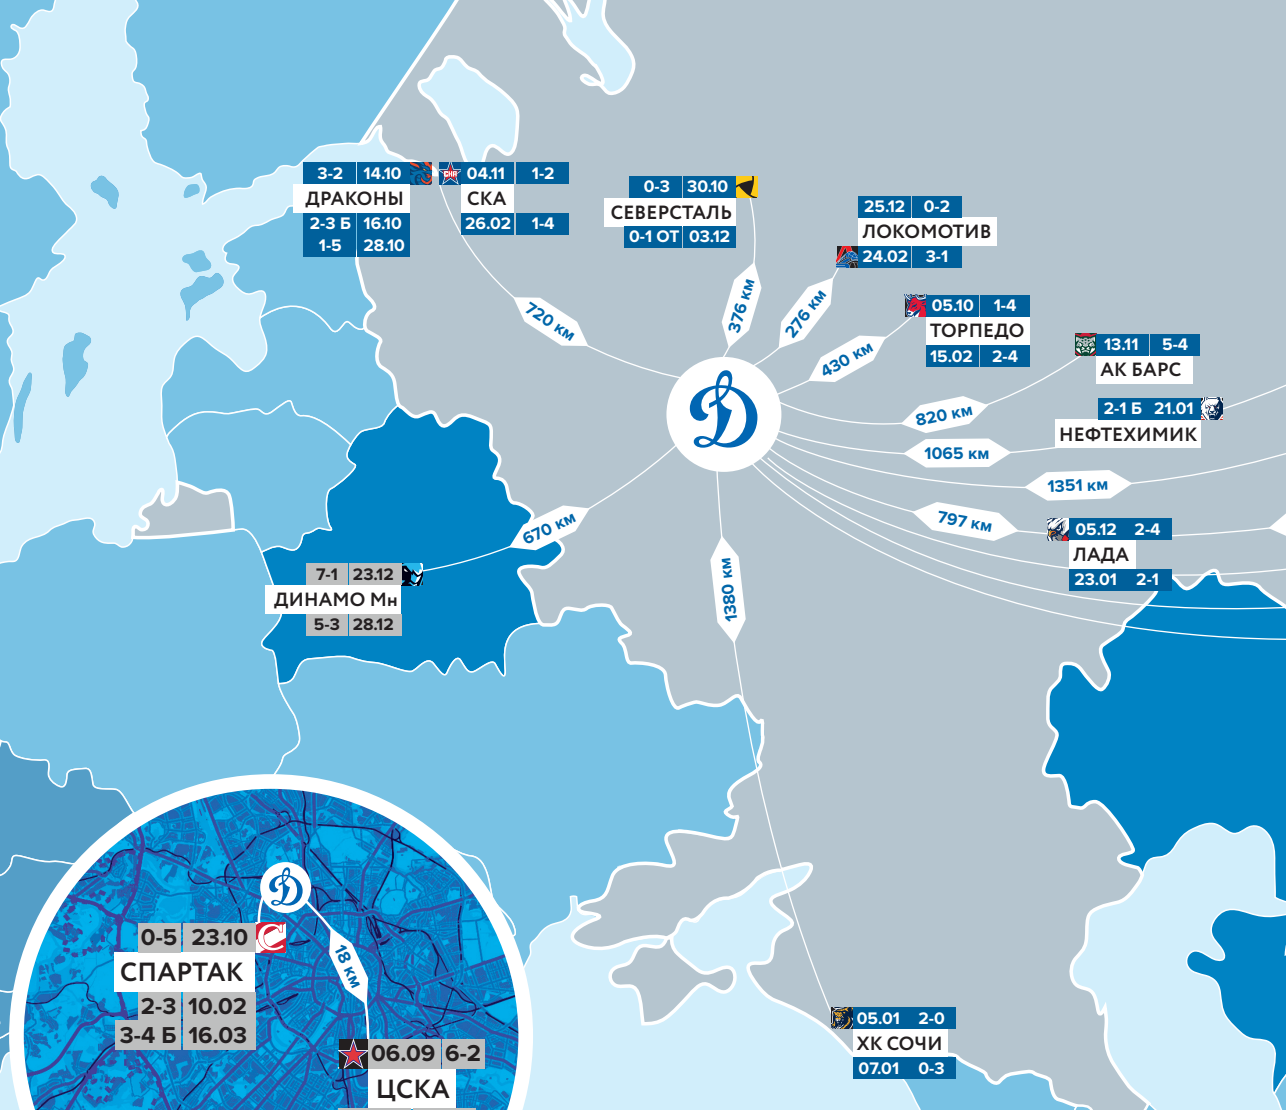 3-2 14.10
ДРАКОНЫ
2-3 Б 16.10
1-5 28.10
СКА 04.11 1-2
СКА
26.02 1-4
0-3 30.10
СЕВЕРСТАЛЬ
0-1 ОТ 03.12
25.12 0-2
ЛОКОМОТИВ
24.02 3-1
05.10 1-4
ТОРПЕДО
15.02 2-4
13.11 5-4
АК БАРС
2-1 Б 21.01
НЕФТЕХИМИК
720 км
376 км
276 км
430 км
820 км
1065 км
1351 км
797 км
670 км
1380 км
Д
05.12 2-4
ЛАДА
23.01 2-1
7-1 23.12
ДИНАМО Мн
5-3 28.12
Д
0-5 23.10
С
СПАРТАК
2-3 10.02
3-4 Б 16.03
18 км
06.09 6-2
ЦСКА
05.01 2-0
ХК СОЧИ
07.01 0-3